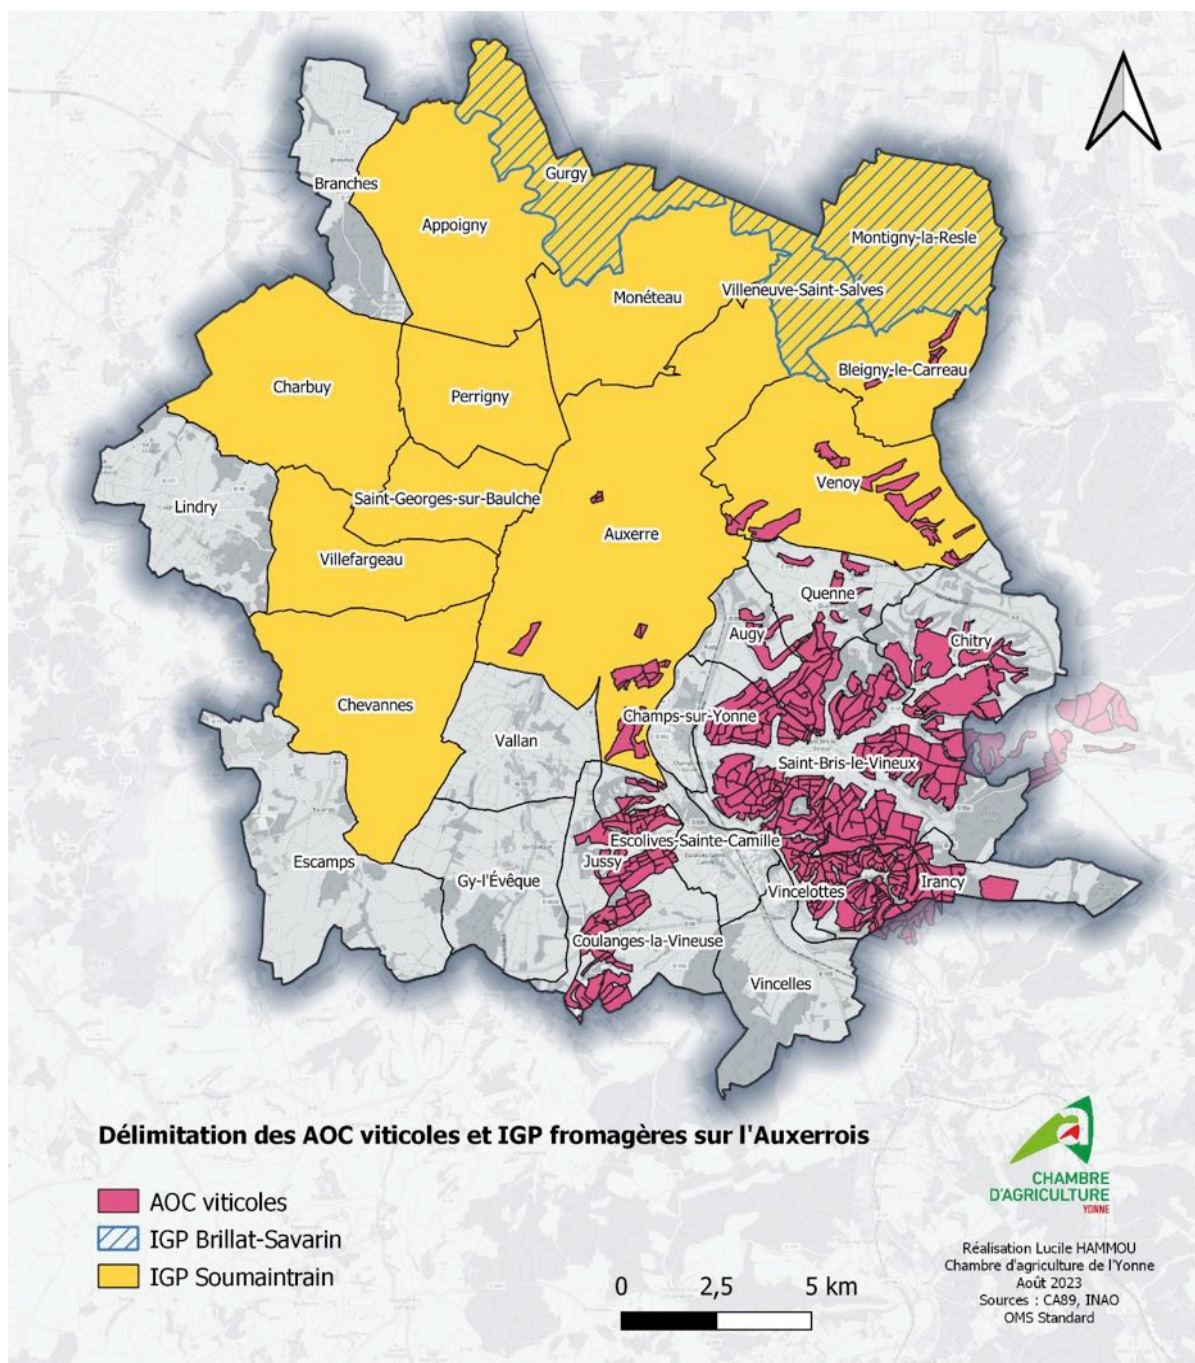 Gurgy
Branches
Appoigny
Montigny-la-Resle
Monéteau
Villeneuve-Saint-Salves
Bleigny-le-Carreau
Charbuy
Perrigny
Venoy
Saint-Georges-sur-Baulche
Lindry
Auxerre
Villefargeau
Quenne
Augy
Chitry
Chevannes
Champs-sur-Yonne
Vallan
Saint-Bris-le-Vineux
Escolives-Sainte-Camille
Escamps
Jussy
Gy-l'Évêque
Irancy
Vincelottes
Coulanges-la-Vineuse
Vincelles
Délimitation des AOC viticoles et IGP fromagères sur l'Auxerrois
AOC viticoles
IGP Brillat-Savarin
IGP Soumaintrain
0 2,5 5 km
CHAMBRE
D'AGRICULTURE
YONNE
Réalisation Lucile HAMMOU
Chambre d'agriculture de l'Yonne
Août 2023
Sources : CA89, INAO
OMS Standard